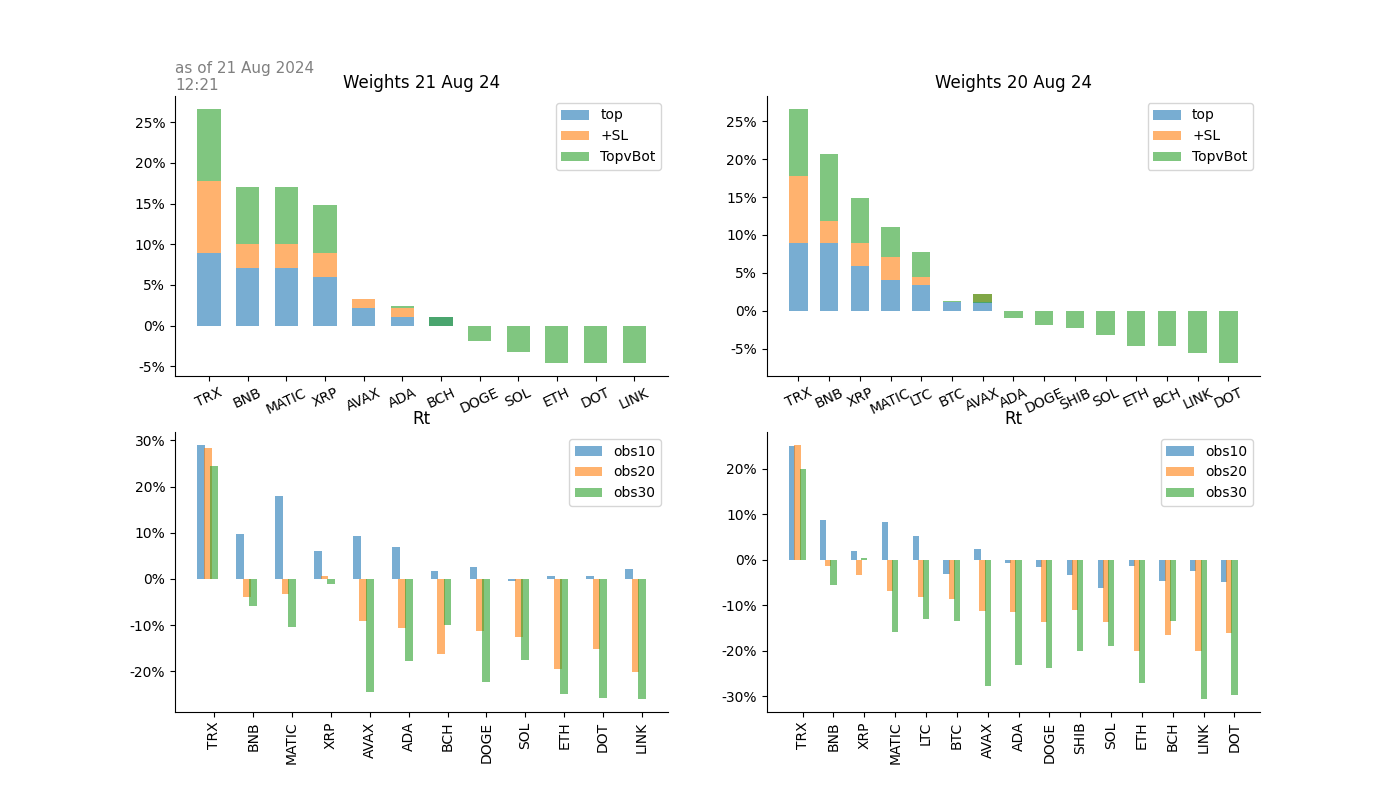 as of 21 Aug 2024
12:21
Weights 21 Aug 24
25%
20%
15%
10%
5%
0%
-5%
top
+SL
TopvBot
TRX BNB MATIC XRP AVAX ADA BCH DOGE SOL ETH DOT LINK
Weights 20 Aug 24
25%
20%
15%
10%
5%
0%
-5%
top
+SL
TopvBot
TRX BNB XRP MATIC LTC BTC AVAX ADA DOGE SHIB SOL ETH BCH LINK DOT
Rt
30%
20%
10%
0%
-10%
-20%
obs10
obs20
obs30
TRX BNB MATIC XRP AVAX ADA BCH DOGE SOL ETH DOT LINK
Rt
20%
10%
0%
-10%
-20%
-30%
obs10
obs20
obs30
TRX BNB XRP MATIC LTC BTC AVAX ADA DOGE SHIB SOL ETH BCH LINK DOT